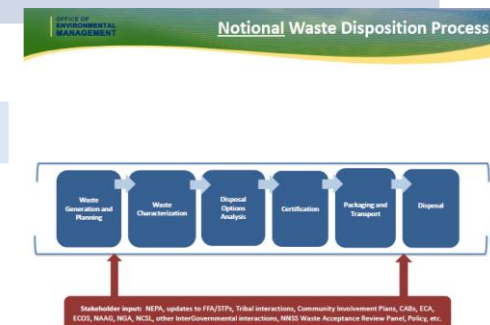 OFFICE OF
ENVIRONMENTAL
MANAGEMENT
Notional Waste Disposition Process
Waste
Generation and
Planning
Waste
Characterization
Disposal
Options
Analysis
Certification
Packaging and
Transport
Disposal
Stakeholder input: NEPA, updates to FFA/STPs, Tribal interactions, Community Involvement Plans, CABs, ECA,
ECOS, NAAG, NGA, NCSL, other InterGovernmental interactions, NNSS Waste Acceptance Review Panel, Policy, etc.